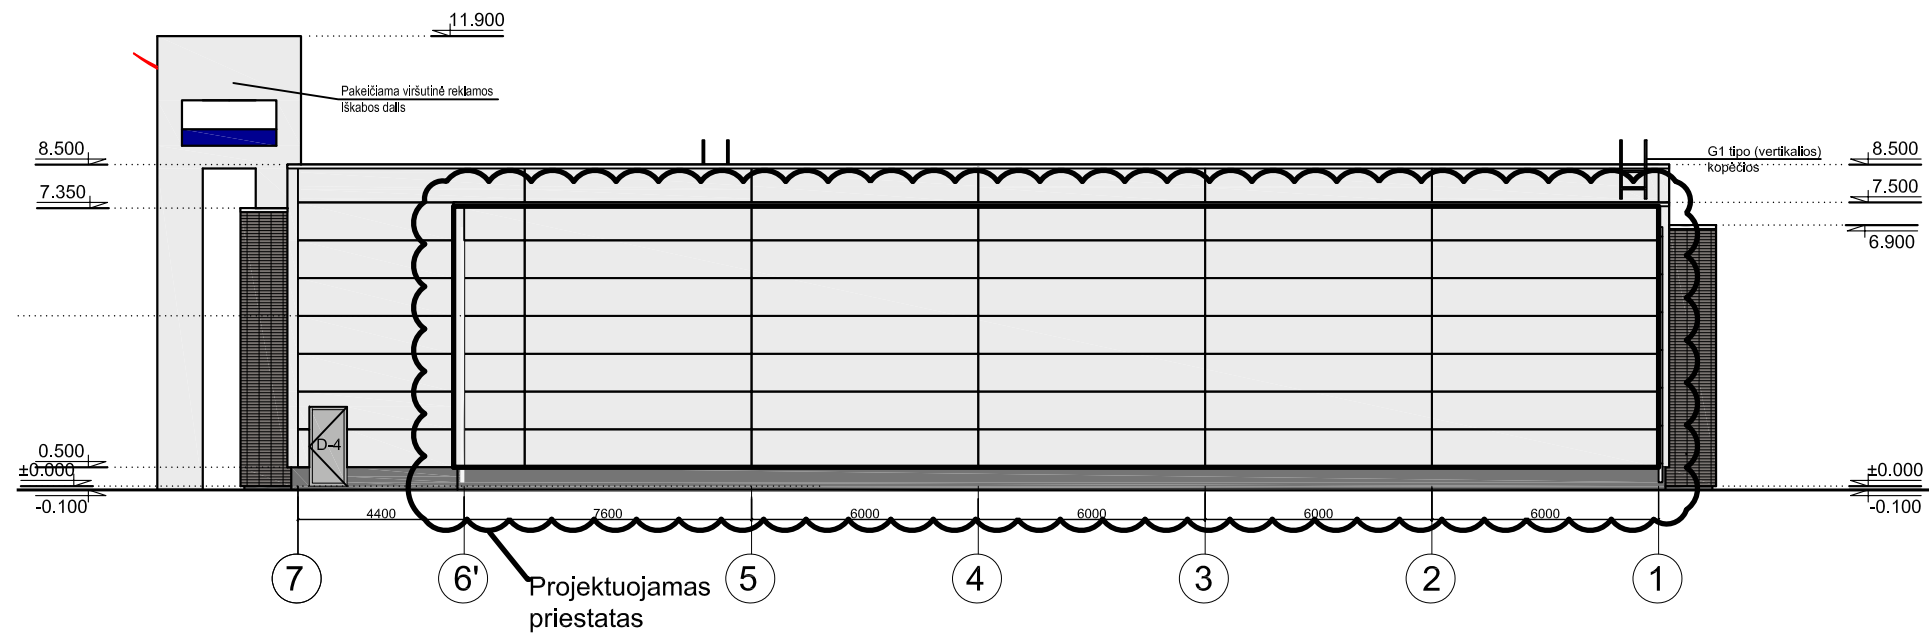 11.900
Pakeičiama viršutinė reklamos
Iškabos dalis
8.500
7.350
G1 tipo (vertikalios)
kopėčios
8.500
7.500
6.900
D-4
0.500
±0.000
-0.100
±0.000
-0.100
4400 7600 6000 6000 6000 6000
7 6' 5 4 3 2 1
Projektuojamas
priestatas